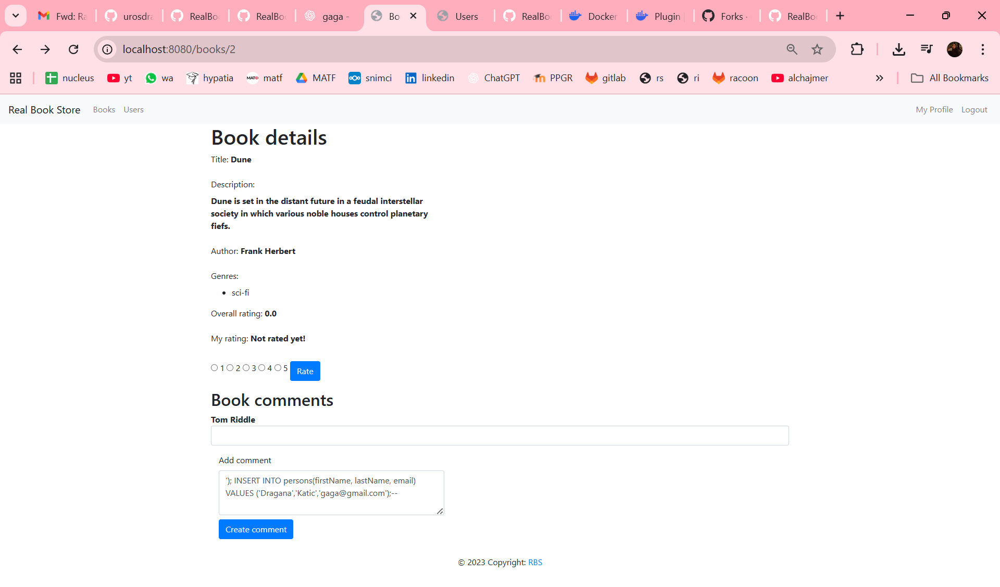 Fwd: Ra
urosdra
RealBo
RealBo
gaga -
Bo
Users
RealBo
Docker
Plugin
Forks ·
RealBo
localhost:8080/books/2
nucleus
yt
wa
hypatia
matf
MATF
snimci
linkedin
ChatGPT
PPGR
gitlab
rs
ri
racoon
alchajmer
All Bookmarks
Real Book Store Books Users My Profile Logout
Book details
Title: Dune
Description:
Dune is set in the distant future in a feudal interstellar
society in which various noble houses control planetary
fiefs.
Author: Frank Herbert
Genres:
• sci-fi
Overall rating: 0.0
My rating: Not rated yet!
1 2 3 4 5 Rate
Book comments
Tom Riddle
Add comment
'); INSERT INTO persons(firstName, lastName, email)
VALUES ('Dragana','Katic','gaga@gmail.com');--
Create comment
© 2023 Copyright: RBS